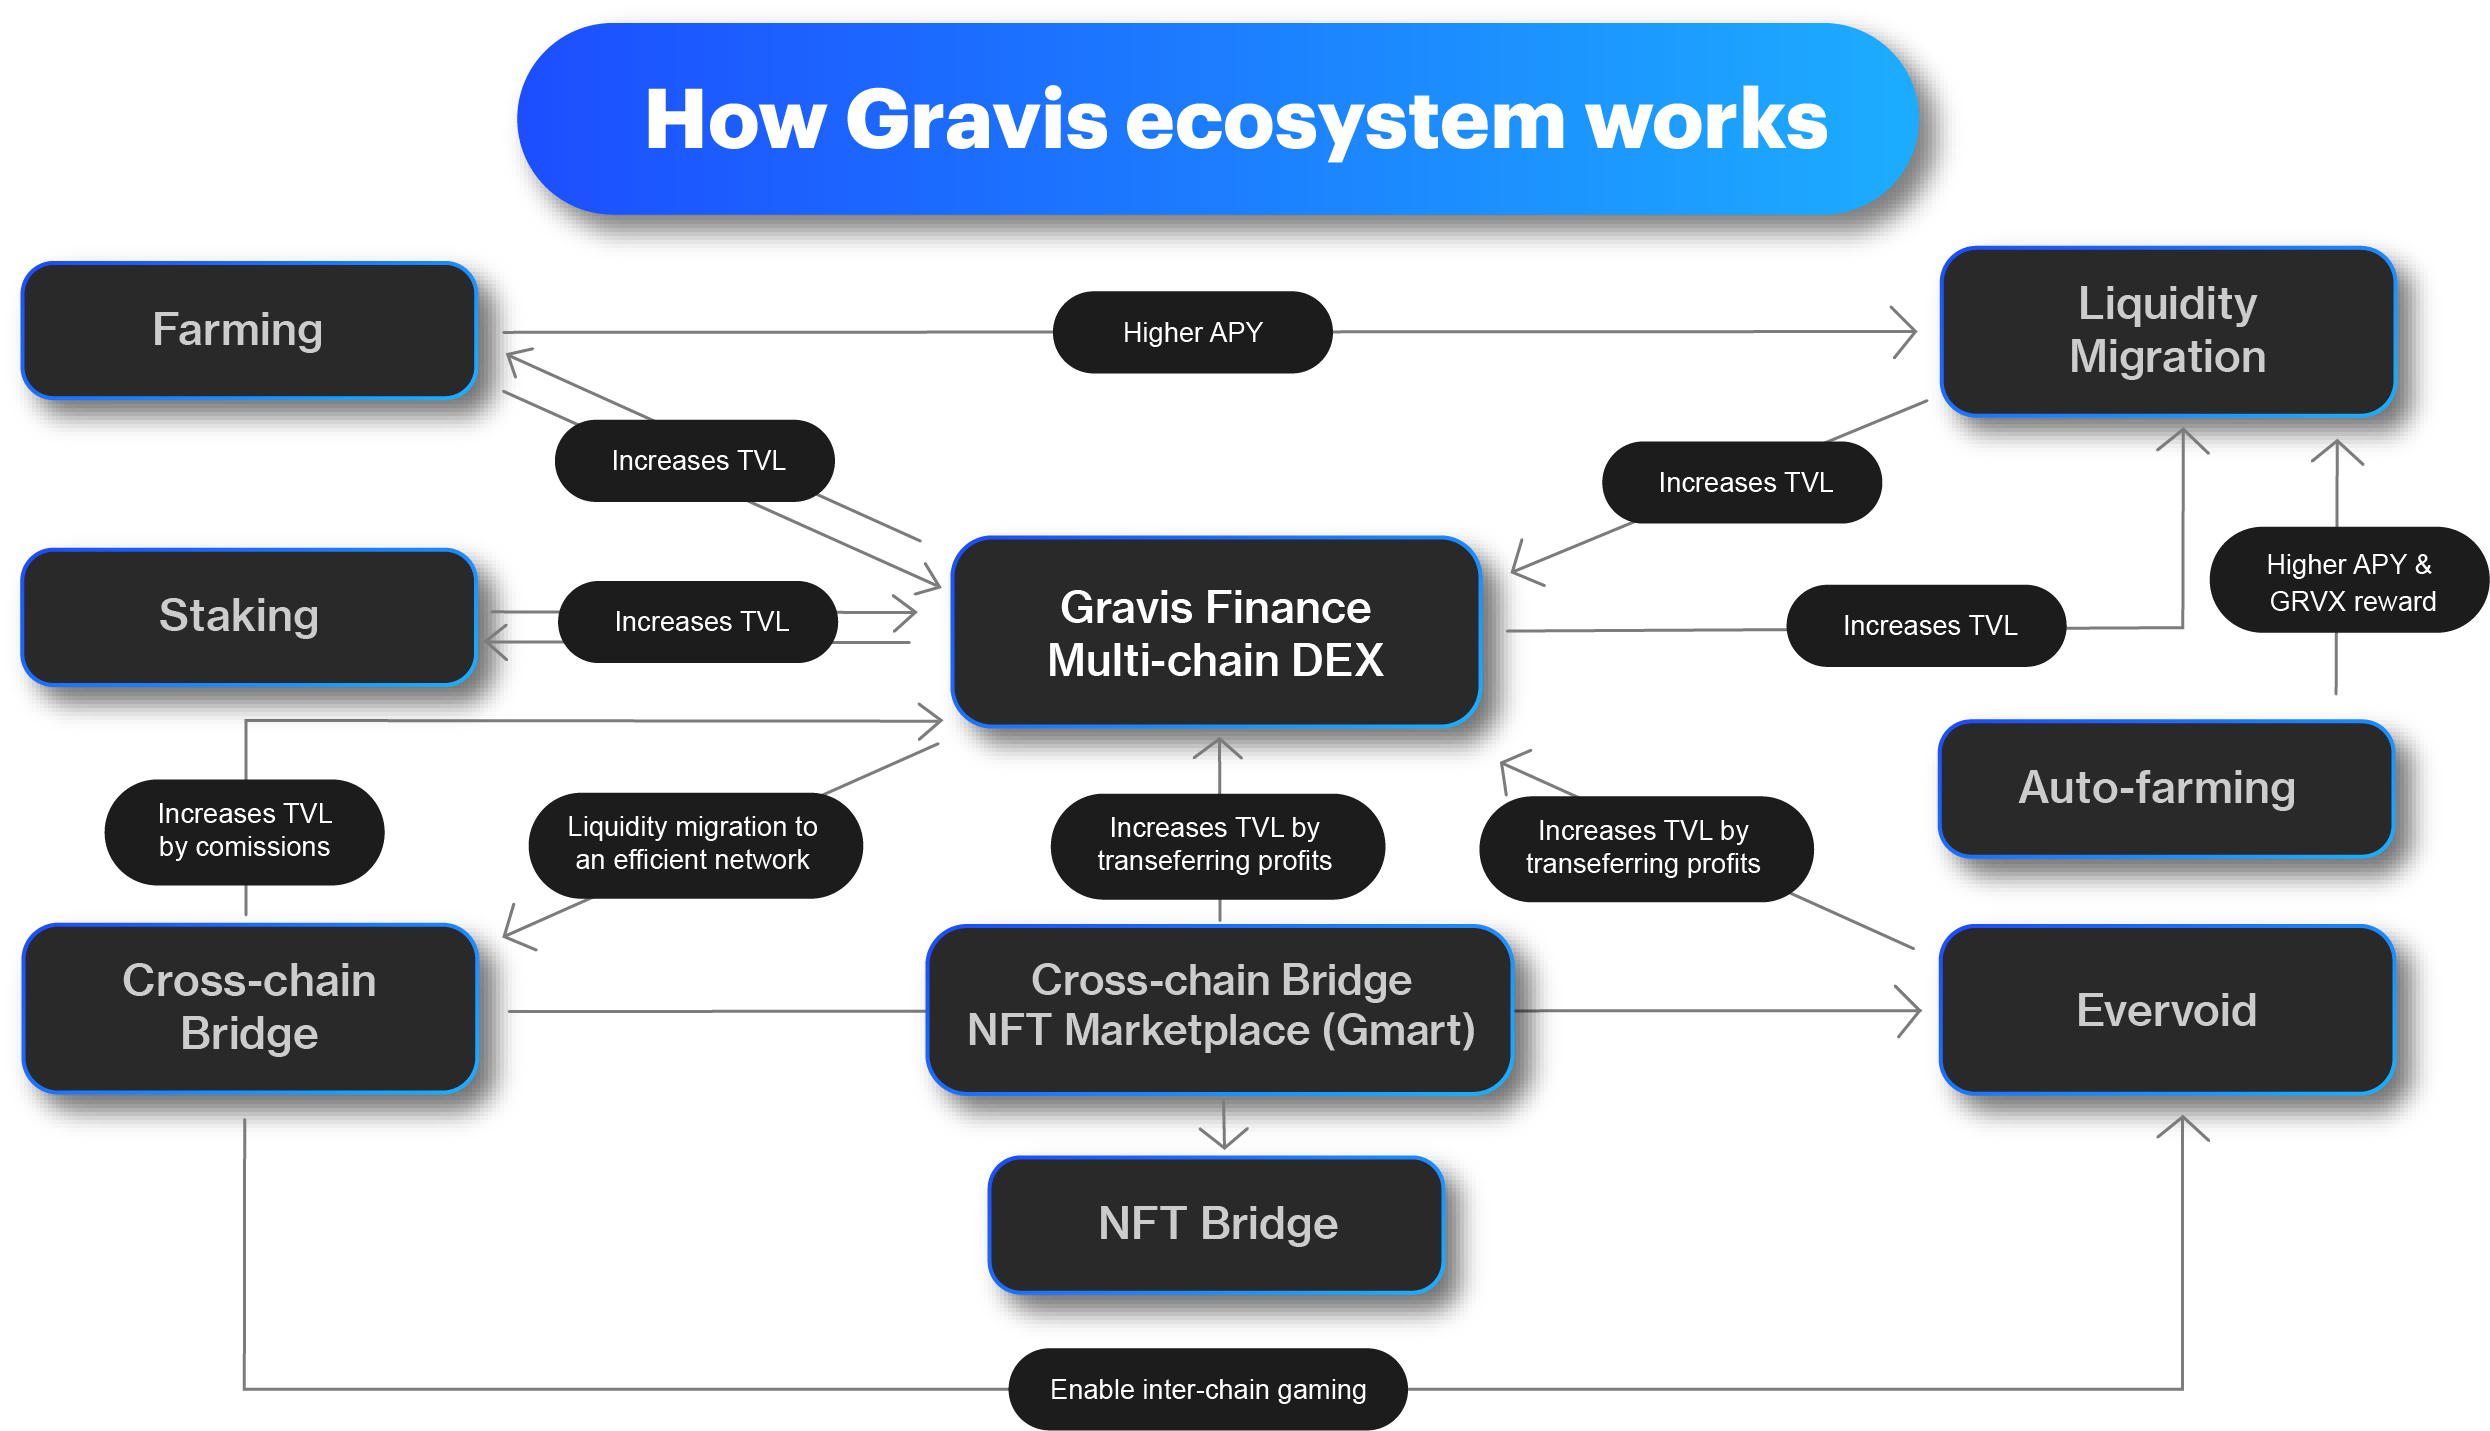 How Gravis ecosystem works
Farming
Higher APY
Liquidity
Migration
Increases TVL
Increases TVL
Staking
Increases TVL
Gravis Finance
Multi-chain DEX
Increases TVL
Higher APY &
GRVX reward
Increases TVL
by comissions
Liquidity migration to
an efficient network
Increases TVL by
transeferring profits
Increases TVL by
transeferring profits
Auto-farming
Cross-chain
Bridge
Cross-chain Bridge
NFT Marketplace (Gmart)
Evervoid
NFT Bridge
Enable inter-chain gaming